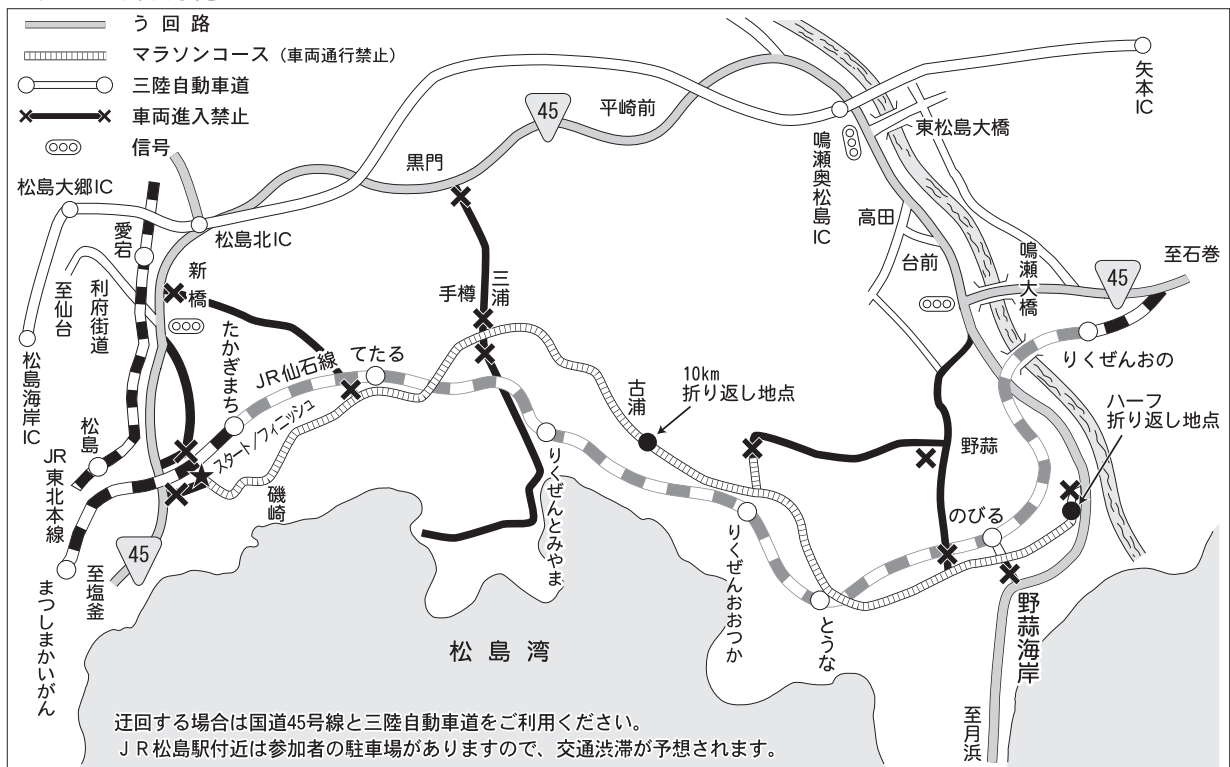 う回路
マラソンコース（車両通行禁止）
三陸自動車道
車両進入禁止
信号
45
平崎前
黒門
矢本IC
東松島大橋
鳴瀬奥松島IC
松島大郷IC
愛宕
松島北IC
新橋
至仙台
利府街道
たかぎまち
手樽
三浦
高田
台前
鳴瀬大橋
至石巻
45
りくぜんおの
松島海岸IC
JR仙石線
てたる
スタート/フィニッシュ
古浦
10km
折り返し地点
ハーフ
折り返し地点
松島
JR東北本線
磯崎
りくぜんとみやま
野蒜
のびる
45
至塩釜
まつしまかいがん
りくぜんおおつか
とうな
野蒜海岸
松島湾
至月浜
迂回する場合は国道45号線と三陸自動車道をご利用ください。
ＪＲ松島駅付近は参加者の駐車場がありますので、交通渋滞が予想されます。